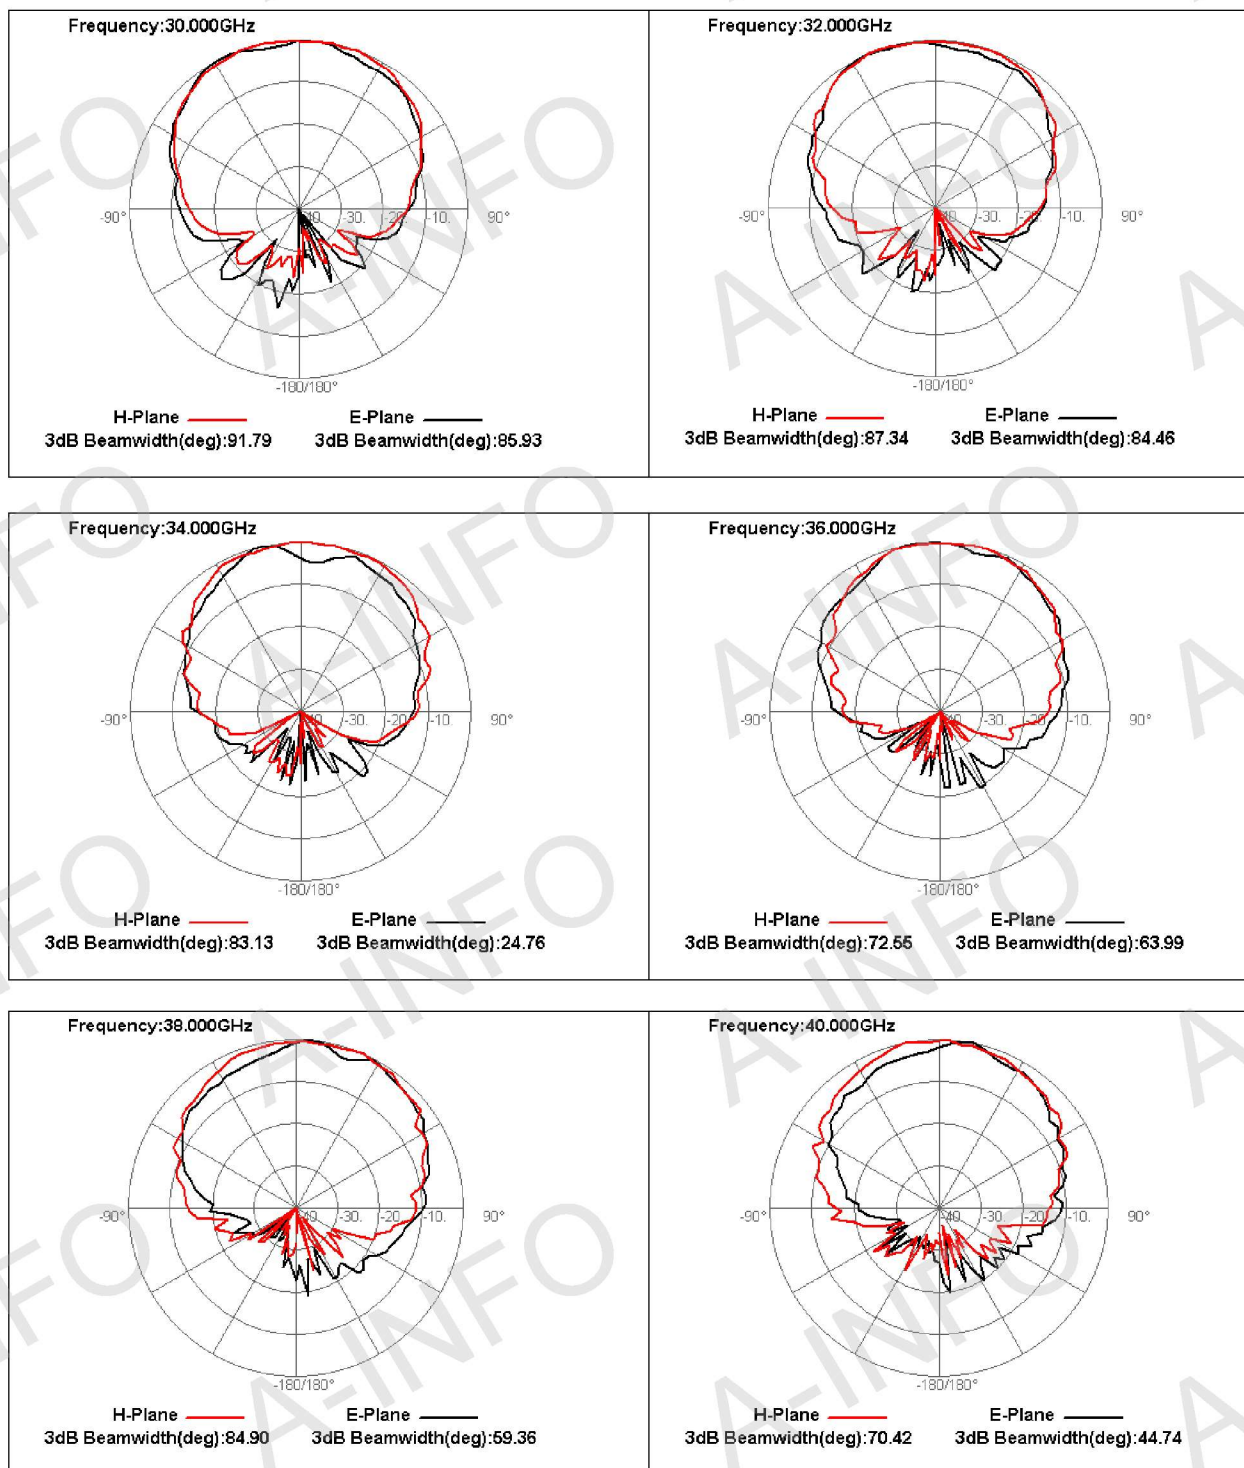 Frequency:30.000GHz
-90° -40. -30. -20. -10. 90°
-180/180°
H-Plane E-Plane
3dB Beamwidth(deg):91.79 3dB Beamwidth(deg):85.93
Frequency:32.000GHz
-90° -40. -30. -20. -10. 90°
-180/180°
H-Plane E-Plane
3dB Beamwidth(deg):87.34 3dB Beamwidth(deg):84.46
Frequency:34.000GHz
-90° -40. -30. -20. -10. 90°
-180/180°
H-Plane E-Plane
3dB Beamwidth(deg):83.13 3dB Beamwidth(deg):24.76
Frequency:36.000GHz
-90° -40. -30. -20. -10. 90°
-180/180°
H-Plane E-Plane
3dB Beamwidth(deg):72.55 3dB Beamwidth(deg):63.99
Frequency:38.000GHz
-90° -40. -30. -20. -10. 90°
-180/180°
H-Plane E-Plane
3dB Beamwidth(deg):84.90 3dB Beamwidth(deg):59.36
Frequency:40.000GHz
-90° -40. -30. -20. -10. 90°
-180/180°
H-Plane E-Plane
3dB Beamwidth(deg):70.42 3dB Beamwidth(deg):44.74
A-INFO
A-INFO
A-INFO
A-INFO
A-INFO
A-INFO
A-INFO
A-INFO